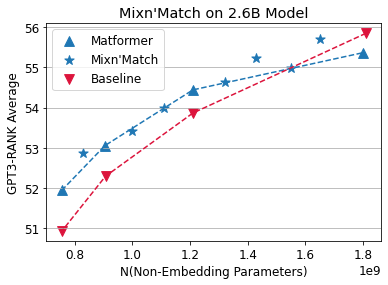 Mixn'Match on 2.6B Model
Matformer
Mixn'Match
Baseline
GPT3-RANK Average
56
55
54
53
52
51
0.8 1.0 1.2 1.4 1.6 1.8
1e9
N(Non-Embedding Parameters)